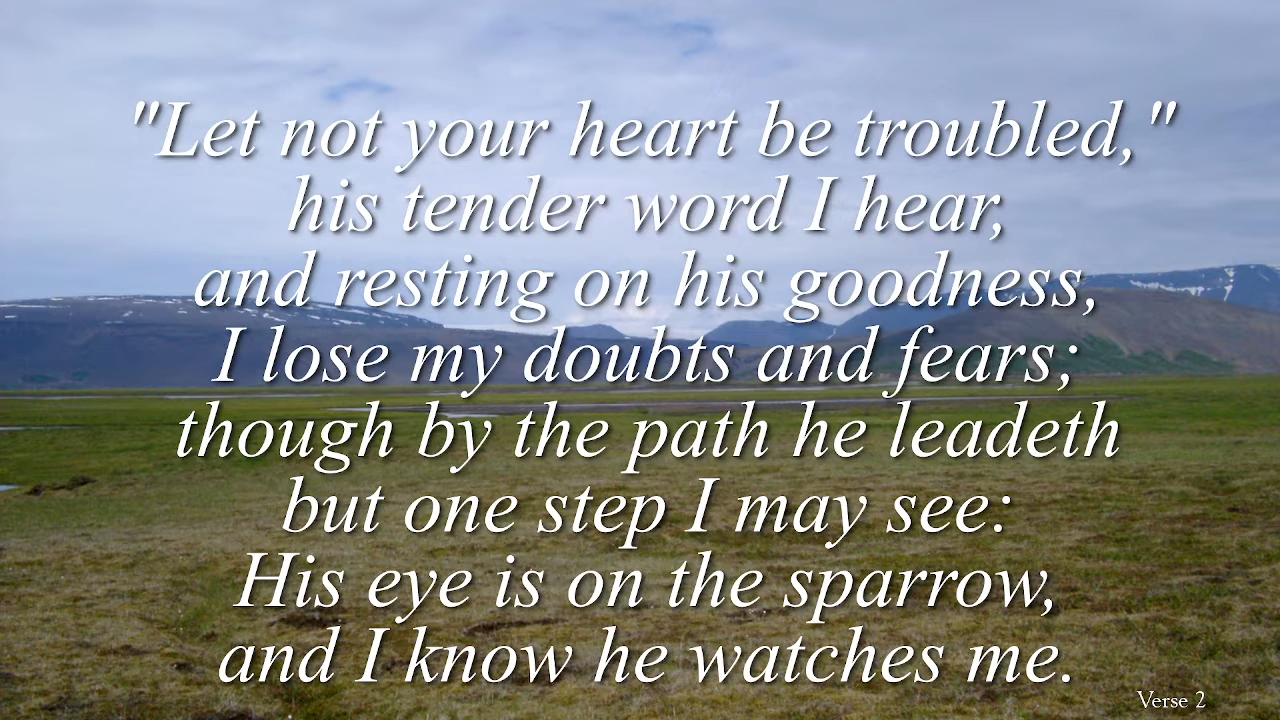 "Let not your heart be troubled,"
his tender word I hear,
and resting on his goodness,
I lose my doubts and fears;
though by the path he leadeth
but one step I may see:
His eye is on the sparrow,
and I know he watches me.
Verse 2